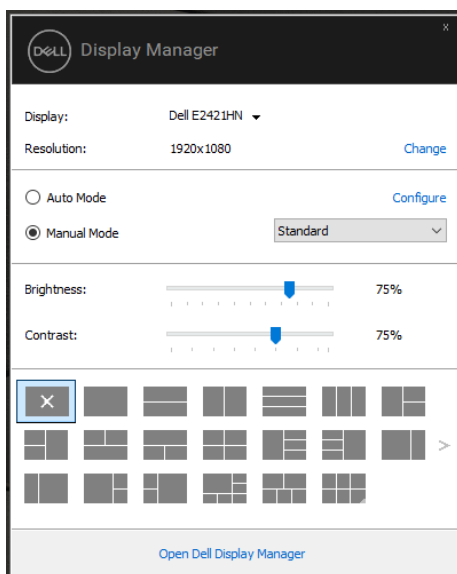 DELL Display Manager x
Display: Dell E2421HN
Resolution: 1920x1080 Change
Auto Mode Configure
Manual Mode Standard
Brightness: 75%
Contrast: 75%
Open Dell Display Manager